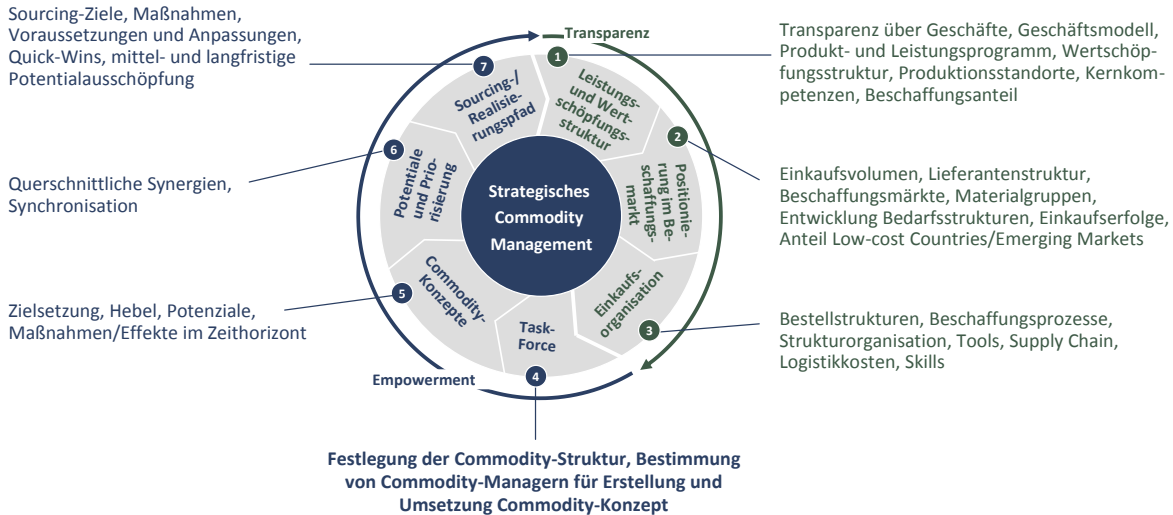 Sourcing-Ziele, Maßnahmen,
Voraussetzungen und Anpassungen,
Quick-Wins, mittel- und langfristige
Potentialausschöpfung
Transparenz
Transparenz über Geschäfte, Geschäftsmodell,
Produkt- und Leistungsprogramm, Wertschöp-
fungsstruktur, Produktionsstandorte, Kernkom-
petenzen, Beschaffungsanteil
1
Leistungs-
und Wert-
schöpfungs-
struktur
2
Positionie-
rung im Be-
schaffungs-
markt
Einkaufsvolumen, Lieferantenstruktur,
Beschaffungsmärkte, Materialgruppen,
Entwicklung Bedarfsstrukturen, Einkaufserfolge,
Anteil Low-cost Countries/Emerging Markets
3
Einkaufs-
organisation
Bestellstrukturen, Beschaffungsprozesse,
Strukturorganisation, Tools, Supply Chain,
Logistikkosten, Skills
Task-
Force
4
Festlegung der Commodity-Struktur, Bestimmung
von Commodity-Managern für Erstellung und
Umsetzung Commodity-Konzept
Empowerment
5
Commodity-
Konzepte
Zielsetzung, Hebel, Potenziale,
Maßnahmen/Effekte im Zeithorizont
6
Potentiale
und Prio-
risierung
Querschnittliche Synergien,
Synchronisation
7
Sourcing-/
Realisie-
rungspfad
Strategisches
Commodity
Management